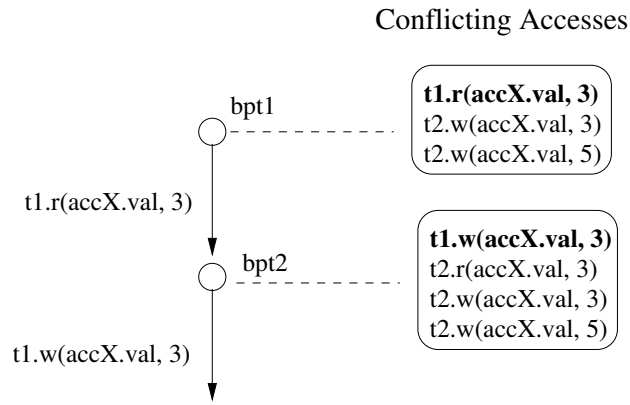 Conflicting Accesses
bpt1
t1.r(accX.val, 3)
t2.w(accX.val, 3)
t2.w(accX.val, 5)
t1.r(accX.val, 3)
bpt2
t1.w(accX.val, 3)
t2.r(accX.val, 3)
t2.w(accX.val, 3)
t2.w(accX.val, 5)
t1.w(accX.val, 3)